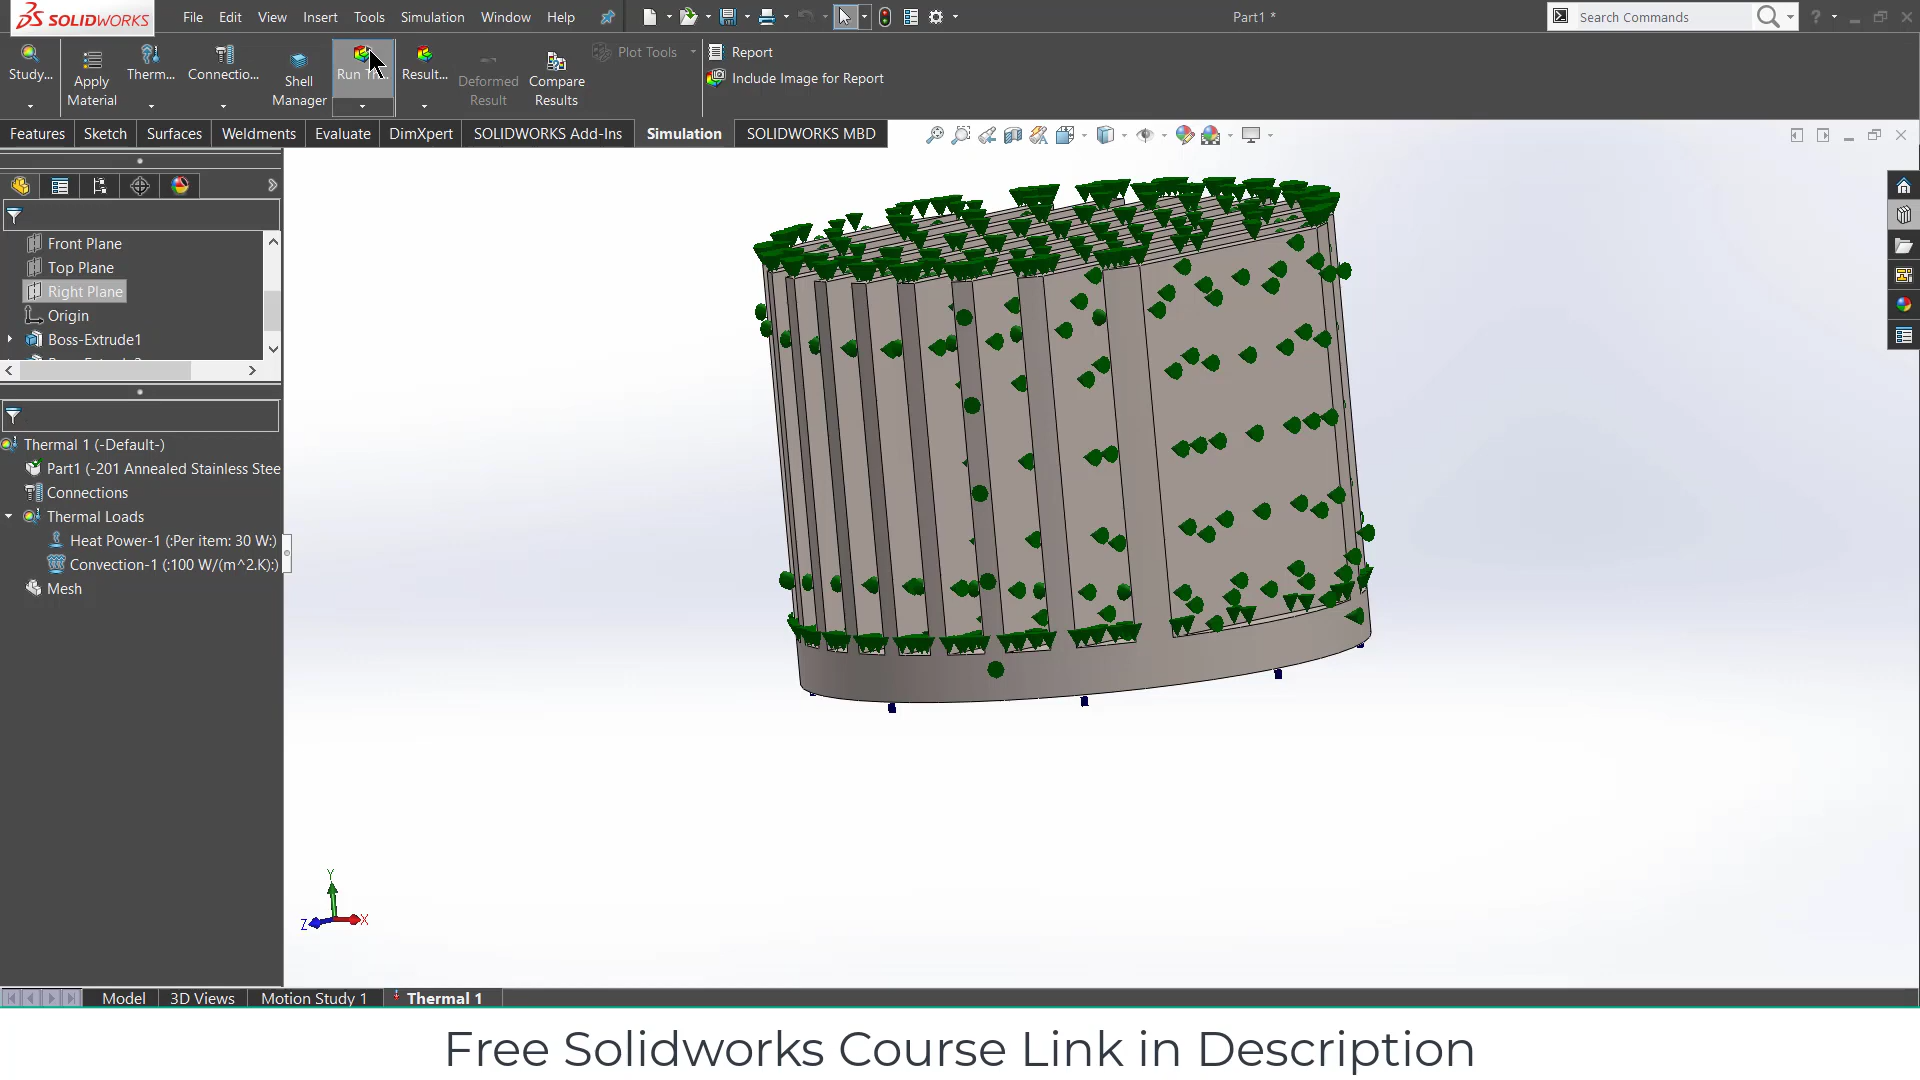 SOLIDWORKS
File Edit View Insert Tools Simulation Window Help
Part1 *
Search Commands
Study...
Apply
Material
Therm...
Connectio...
Shell
Manager
Run
Result...
Deformed
Result
Compare
Results
Plot Tools
Report
Include Image for Report
Features Sketch Surfaces Weldments Evaluate DimXpert SOLIDWORKS Add-Ins Simulation SOLIDWORKS MBD
Front Plane
Top Plane
Right Plane
Origin
Boss-Extrude1
Thermal 1 (-Default-)
Part1 (-201 Annealed Stainless Stee
Connections
Thermal Loads
Heat Power-1 (:Per item: 30 W:)
Convection-1 (:100 W/(m^2.K):)
Mesh
Y
Z X
Model 3D Views Motion Study 1 Thermal 1
Free Solidworks Course Link in Description